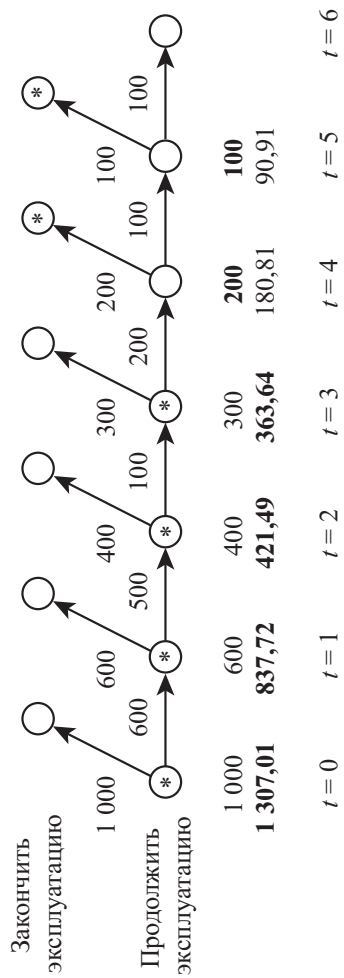 Закончить
эксплуатацию
* *
1 000 600 400 300 200 100
Продолжить
эксплуатацию
* * * *
600 500 100 200 100 100
1 000 600 400 300 200 100
1 307,01 837,72 421,49 363,64 180,81 90,91
t = 0 t = 1 t = 2 t = 3 t = 4 t = 5 t = 6